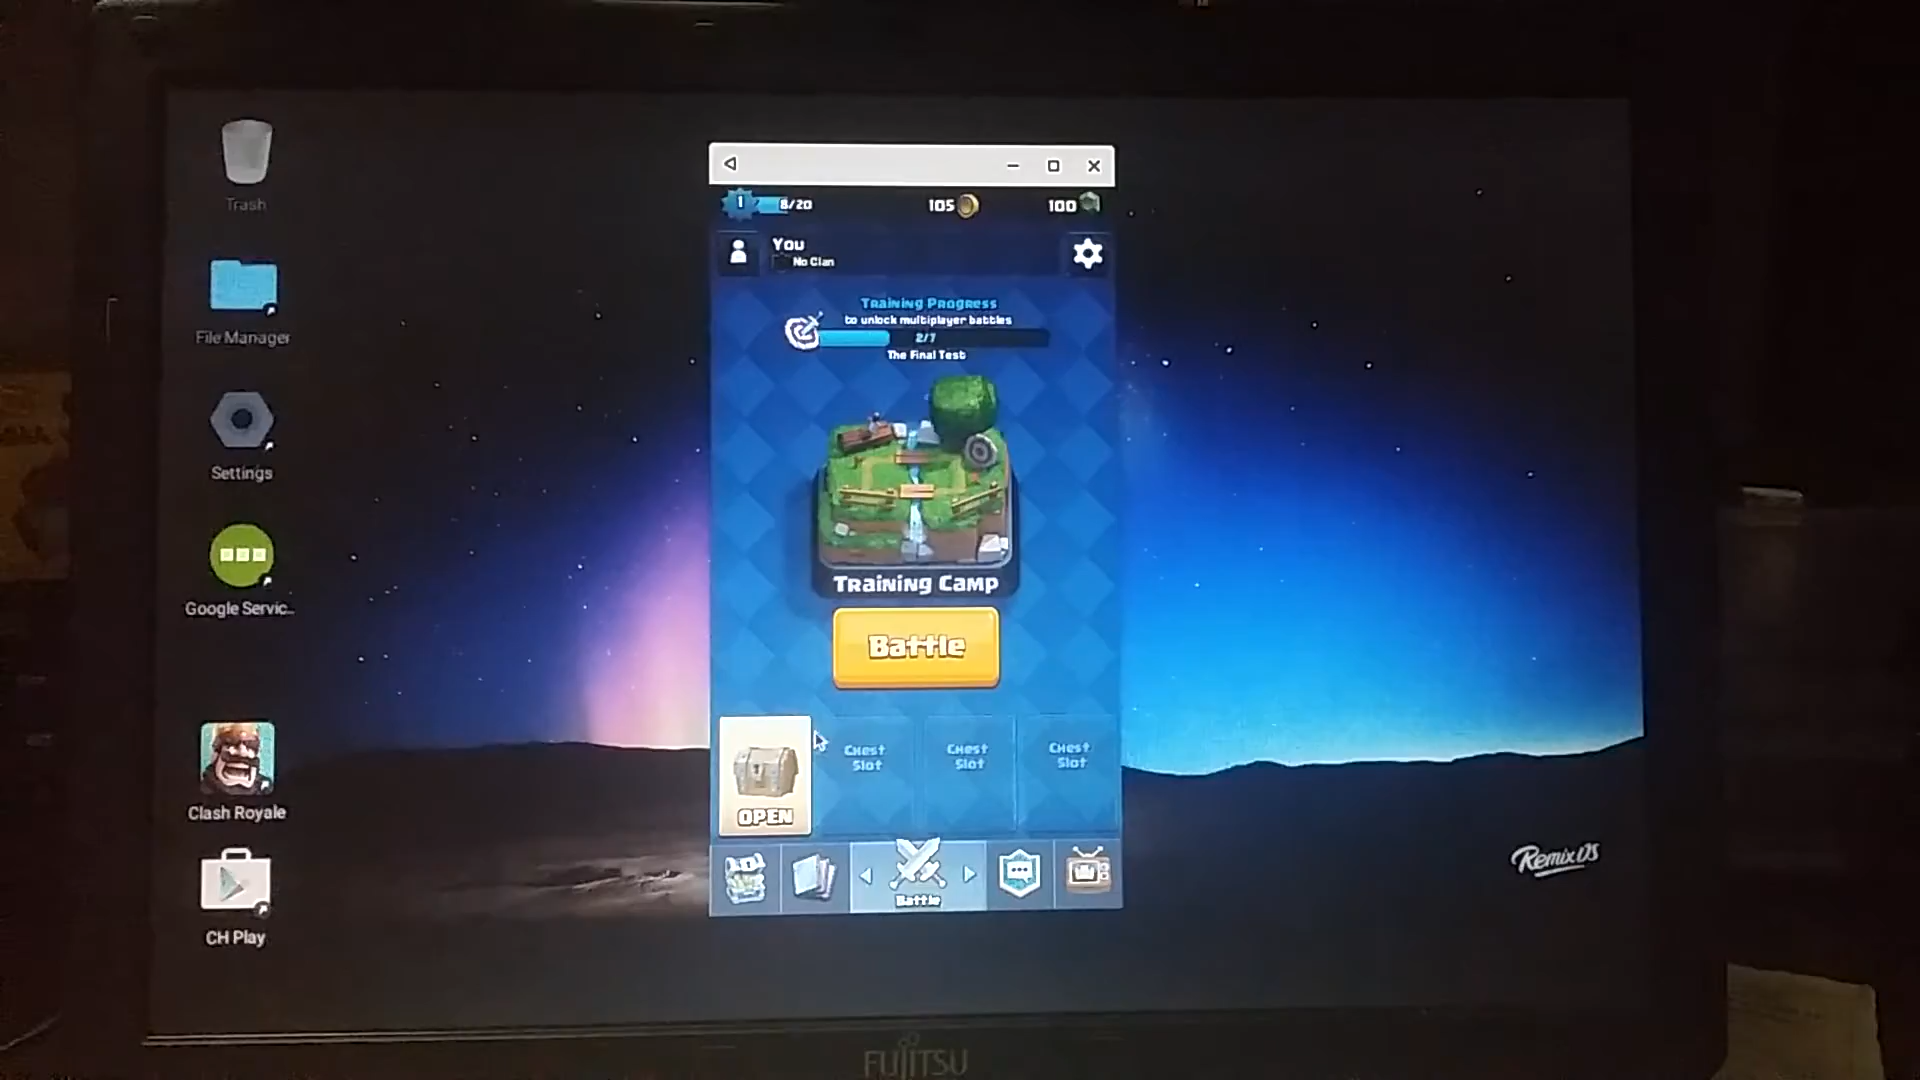 Trash
File Manager
Settings
Google Servic..
Clash Royale
CH Play
1
8/20
105
100
You
No Clan
Training Progress
to unlock multiplayer battles
2/7
The Final Test
Training Camp
Battle
OPEN
Chest
Slot
Chest
Slot
Chest
Slot
Battle
RemixOS
FUJITSU